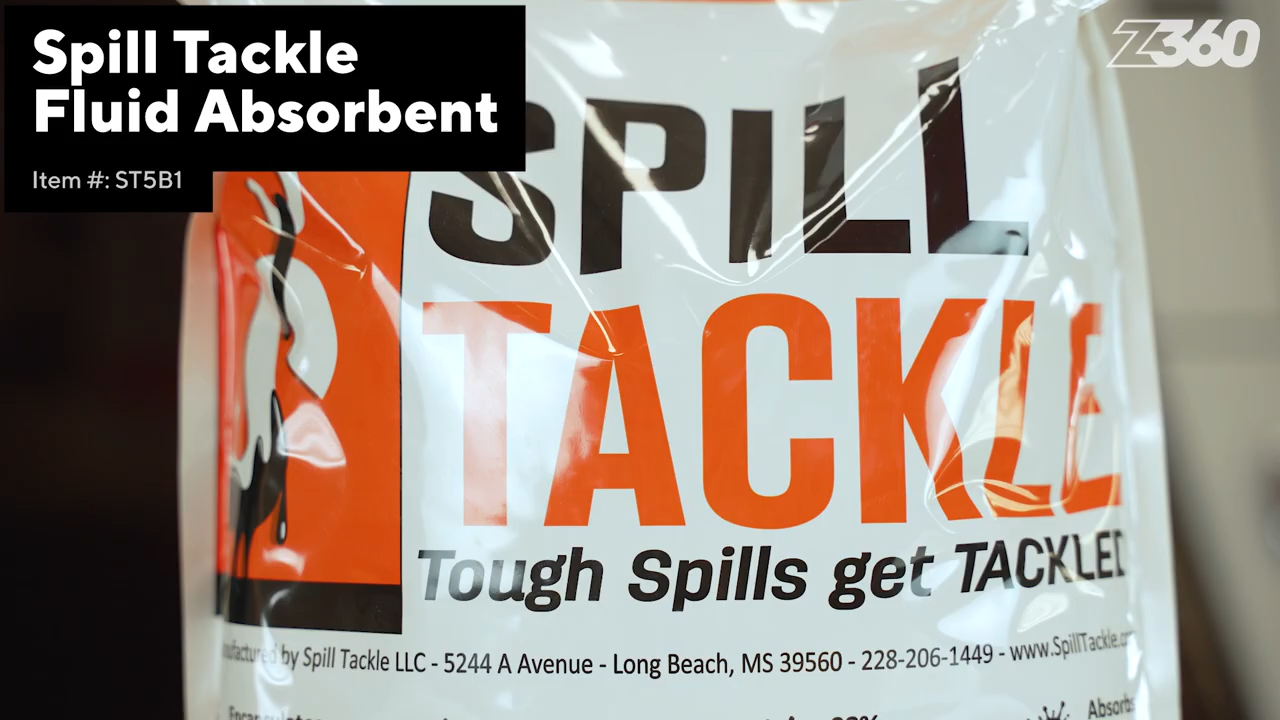 Spill Tackle
Fluid Absorbent
Item #: ST5B1
Z360
SPILL
TACKLE
Tough Spills get TACKLED
by Spill Tackle LLC - 5244 A Avenue - Long Beach, MS 39560 - 228-206-1449 - www.SpillTackle.